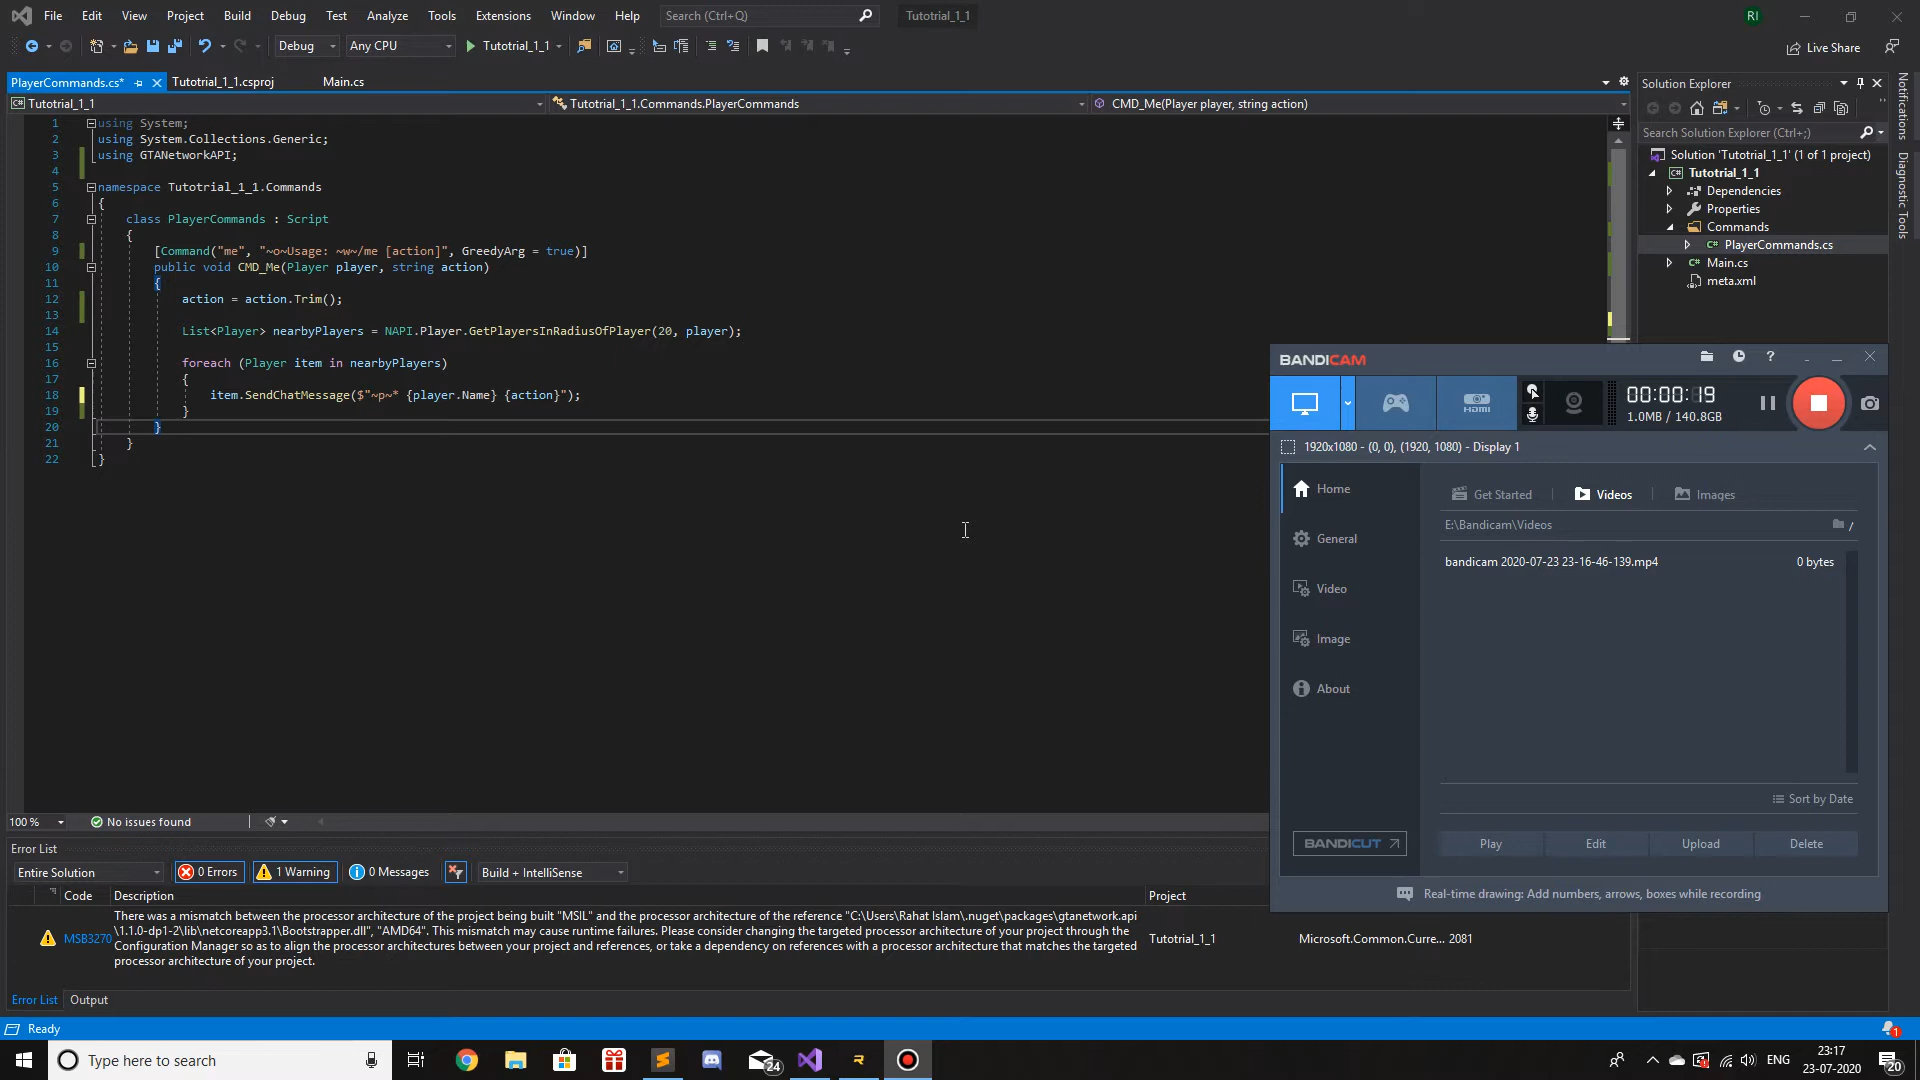 File Edit View Project Build Debug Test Analyze Tools Extensions Window Help Search (Ctrl+Q) Tutotrial_1_1 RI
Debug Any CPU Tutotrial_1_1 Live Share
PlayerCommands.cs* Tutotrial_1_1.csproj Main.cs
Tutotrial_1_1 Tutotrial_1_1.Commands.PlayerCommands CMD_Me(Player player, string action)
1 using System;
2 using System.Collections.Generic;
3 using GTANetworkAPI;
4
5 namespace Tutotrial_1_1.Commands
6 {
7 class PlayerCommands : Script
8 {
9 [Command("me", "~o~Usage: ~w~/me [action]", GreedyArg = true)]
10 public void CMD_Me(Player player, string action)
11 {
12 action = action.Trim();
13
14 List<Player> nearbyPlayers = NAPI.Player.GetPlayersInRadiusOfPlayer(20, player);
15
16 foreach (Player item in nearbyPlayers)
17 {
18 item.SendChatMessage($"~p~* {player.Name} {action}");
19 }
20 }
21 }
22 }
100 % No issues found
Solution Explorer
Search Solution Explorer (Ctrl+;)
Solution 'Tutotrial_1_1' (1 of 1 project)
Tutotrial_1_1
Dependencies
Properties
Commands
C# PlayerCommands.cs
C# Main.cs
meta.xml
Notifications
Diagnostic Tools
BANDICAM
HDMI
00:00:19
1.0MB / 140.8GB
1920x1080 - (0, 0), (1920, 1080) - Display 1
Home
General
Video
Image
About
BANDICUT
Get Started Videos Images
E:\Bandicam\Videos
bandicam 2020-07-23 23-16-46-139.mp4 0 bytes
Sort by Date
Play Edit Upload Delete
Real-time drawing: Add numbers, arrows, boxes while recording
Error List
Entire Solution 0 Errors 1 Warning 0 Messages Build + IntelliSense
Code Description Project
MSB3270
There was a mismatch between the processor architecture of the project being built "MSIL" and the processor architecture of the reference "C:\Users\Rahat Islam\.nuget\packages\gtanetwork.api
\1.1.0-dp1-2\lib\netcoreapp3.1\Bootstrapper.dll", "AMD64". This mismatch may cause runtime failures. Please consider changing the targeted processor architecture of your project through the
Configuration Manager so as to align the processor architectures between your project and references, or take a dependency on references with a processor architecture that matches the targeted
processor architecture of your project.
Tutotrial_1_1 Microsoft.Common.Curre... 2081
Error List Output
Ready 1
Type here to search 24 ENG 23:17
23-07-2020 20